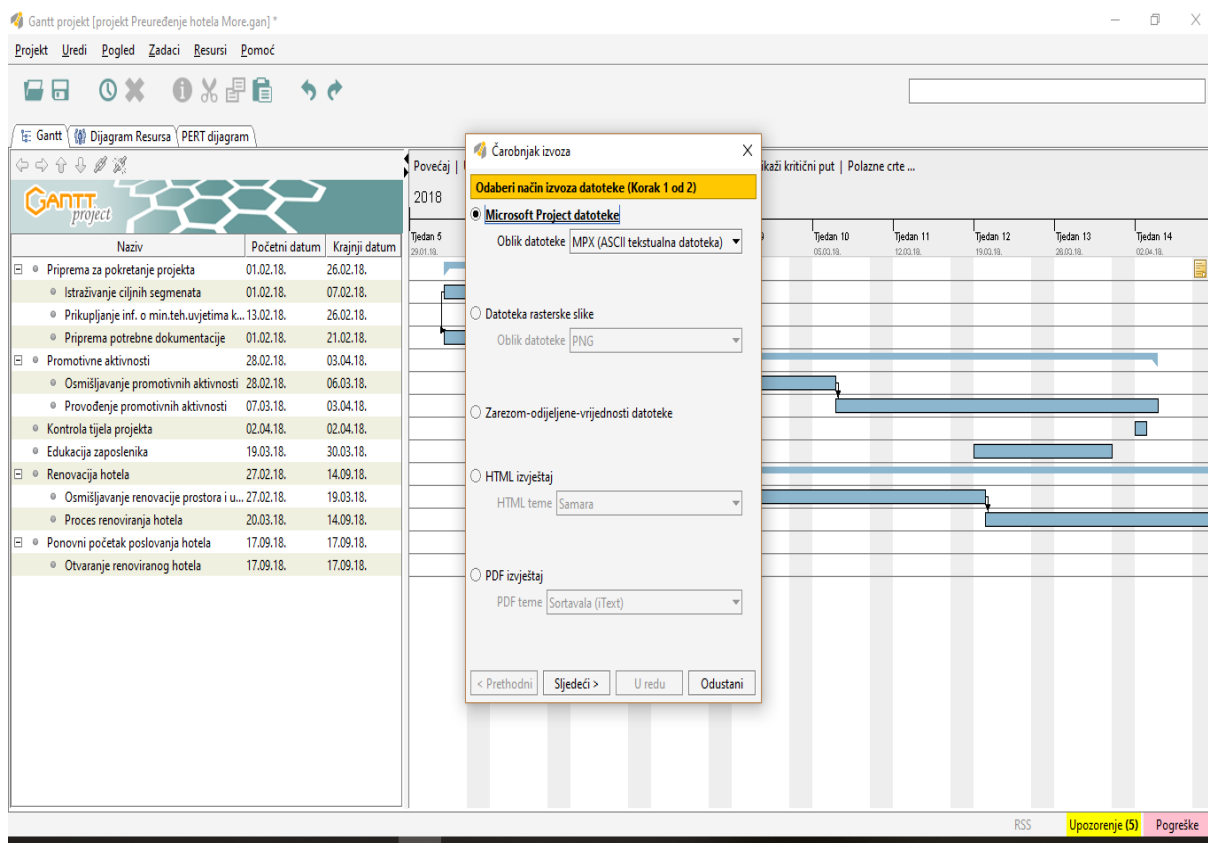 Gantt projekt [projekt Preuređenje hotela More.gan] *
Projekt Uredi Pogled Zadaci Resursi Pomoć
Gantt Dijagram Resursa PERT dijagram
Povećaj |
ikaži kritični put | Polazne crte ...
GANTT project
2018
Tjedan 5
29.01.18.
Tjedan 10
05.03.18.
Tjedan 11
12.03.18.
Tjedan 12
19.03.18.
Tjedan 13
26.03.18.
Tjedan 14
02.04.18.
Naziv Početni datum Krajnji datum
Priprema za pokretanje projekta 01.02.18. 26.02.18.
Istraživanje ciljnih segmenata 01.02.18. 07.02.18.
Prikupljanje inf. o min.teh.uvjetima k... 13.02.18. 26.02.18.
Priprema potrebne dokumentacije 01.02.18. 21.02.18.
Promotivne aktivnosti 28.02.18. 03.04.18.
Osmišljavanje promotivnih aktivnosti 28.02.18. 06.03.18.
Provođenje promotivnih aktivnosti 07.03.18. 03.04.18.
Kontrola tijela projekta 02.04.18. 02.04.18.
Edukacija zaposlenika 19.03.18. 30.03.18.
Renovacija hotela 27.02.18. 14.09.18.
Osmišljavanje renovacije prostora i u... 27.02.18. 19.03.18.
Proces renoviranja hotela 20.03.18. 14.09.18.
Ponovni početak poslovanja hotela 17.09.18. 17.09.18.
Otvaranje renoviranog hotela 17.09.18. 17.09.18.
Čarobnjak izvoza
Odaberi način izvoza datoteke (Korak 1 od 2)
Microsoft Project datoteke
Oblik datoteke MPX (ASCII tekstualna datoteka)
Datoteka rasterske slike
Oblik datoteke PNG
Zarezom-odijeljene-vrijednosti datoteke
HTML izvještaj
HTML teme Samara
PDF izvještaj
PDF teme Sortavala (iText)
< Prethodni Sljedeći > U redu Odustani
RSS Upozorenje (5) Pogreške